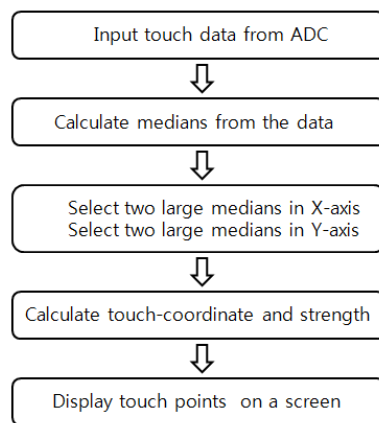 Input touch data from ADC
Calculate medians from the data
Select two large medians in X-axis
Select two large medians in Y-axis
Calculate touch-coordinate and strength
Display touch points on a screen